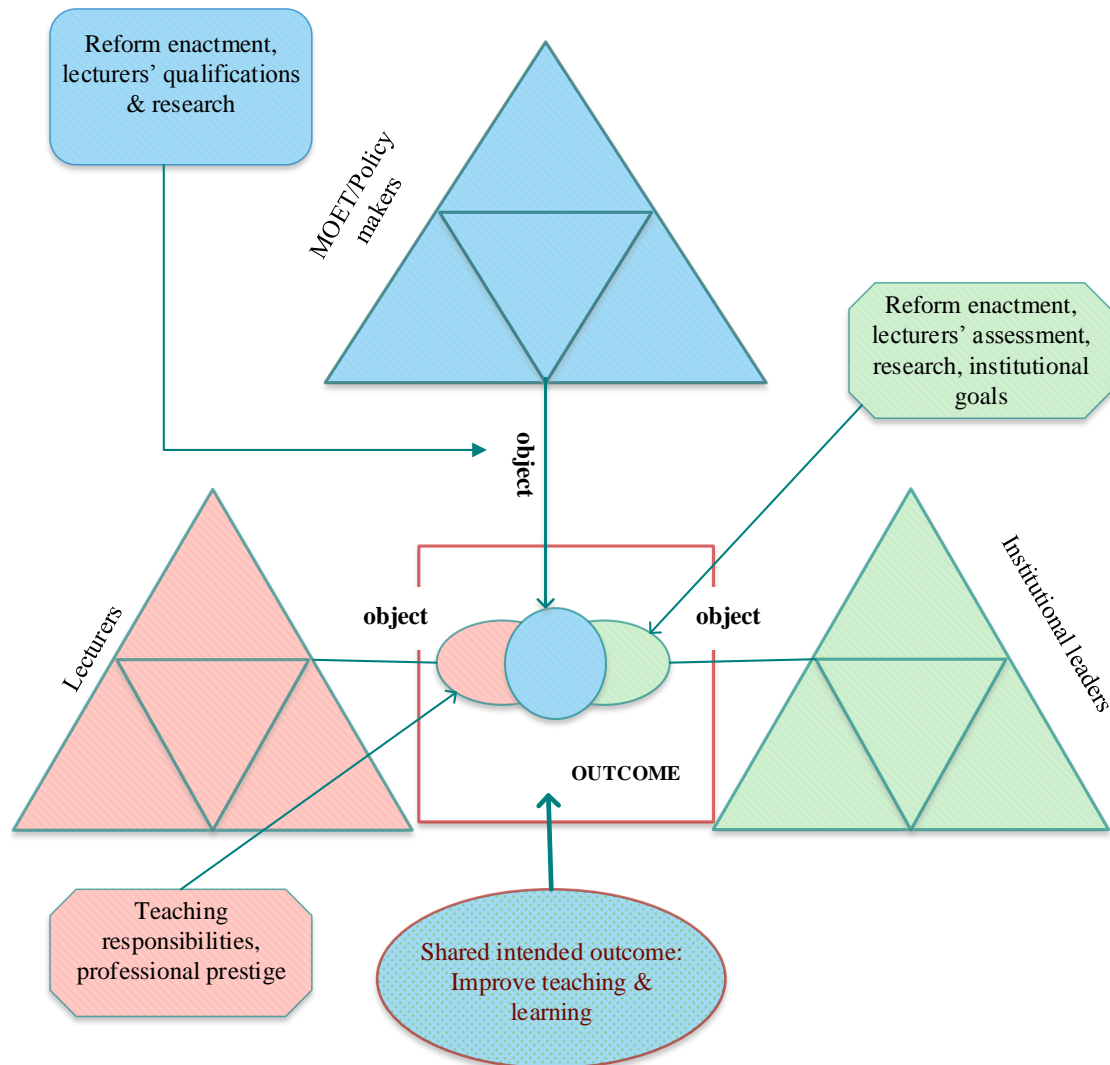 Reform enactment,
lecturers’ qualifications
& research
MOET/Policy
makers
Reform enactment,
lecturers’ assessment,
research, institutional
goals
object
Lecturers
object
object
Institutional leaders
OUTCOME
Teaching
responsibilities,
professional prestige
Shared intended outcome:
Improve teaching &
learning